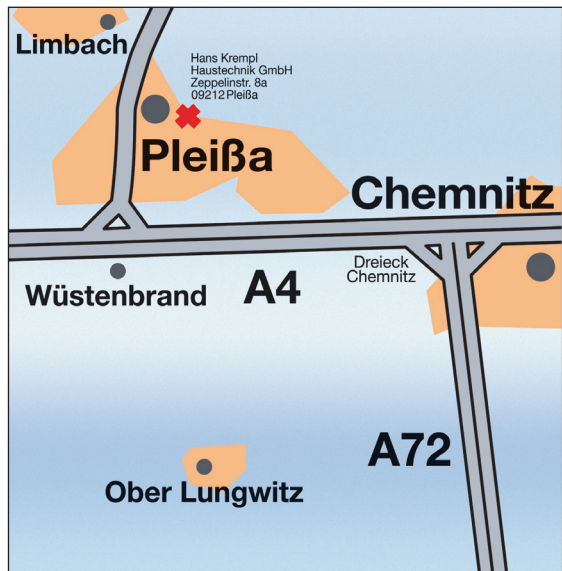 Limbach
Hans Krempl
Haustechnik GmbH
Zeppelinstr. 8a
09212 Pleißa
Pleißa
Chemnitz
Dreieck
Chemnitz
Wüstenbrand
A4
A72
Ober Lungwitz